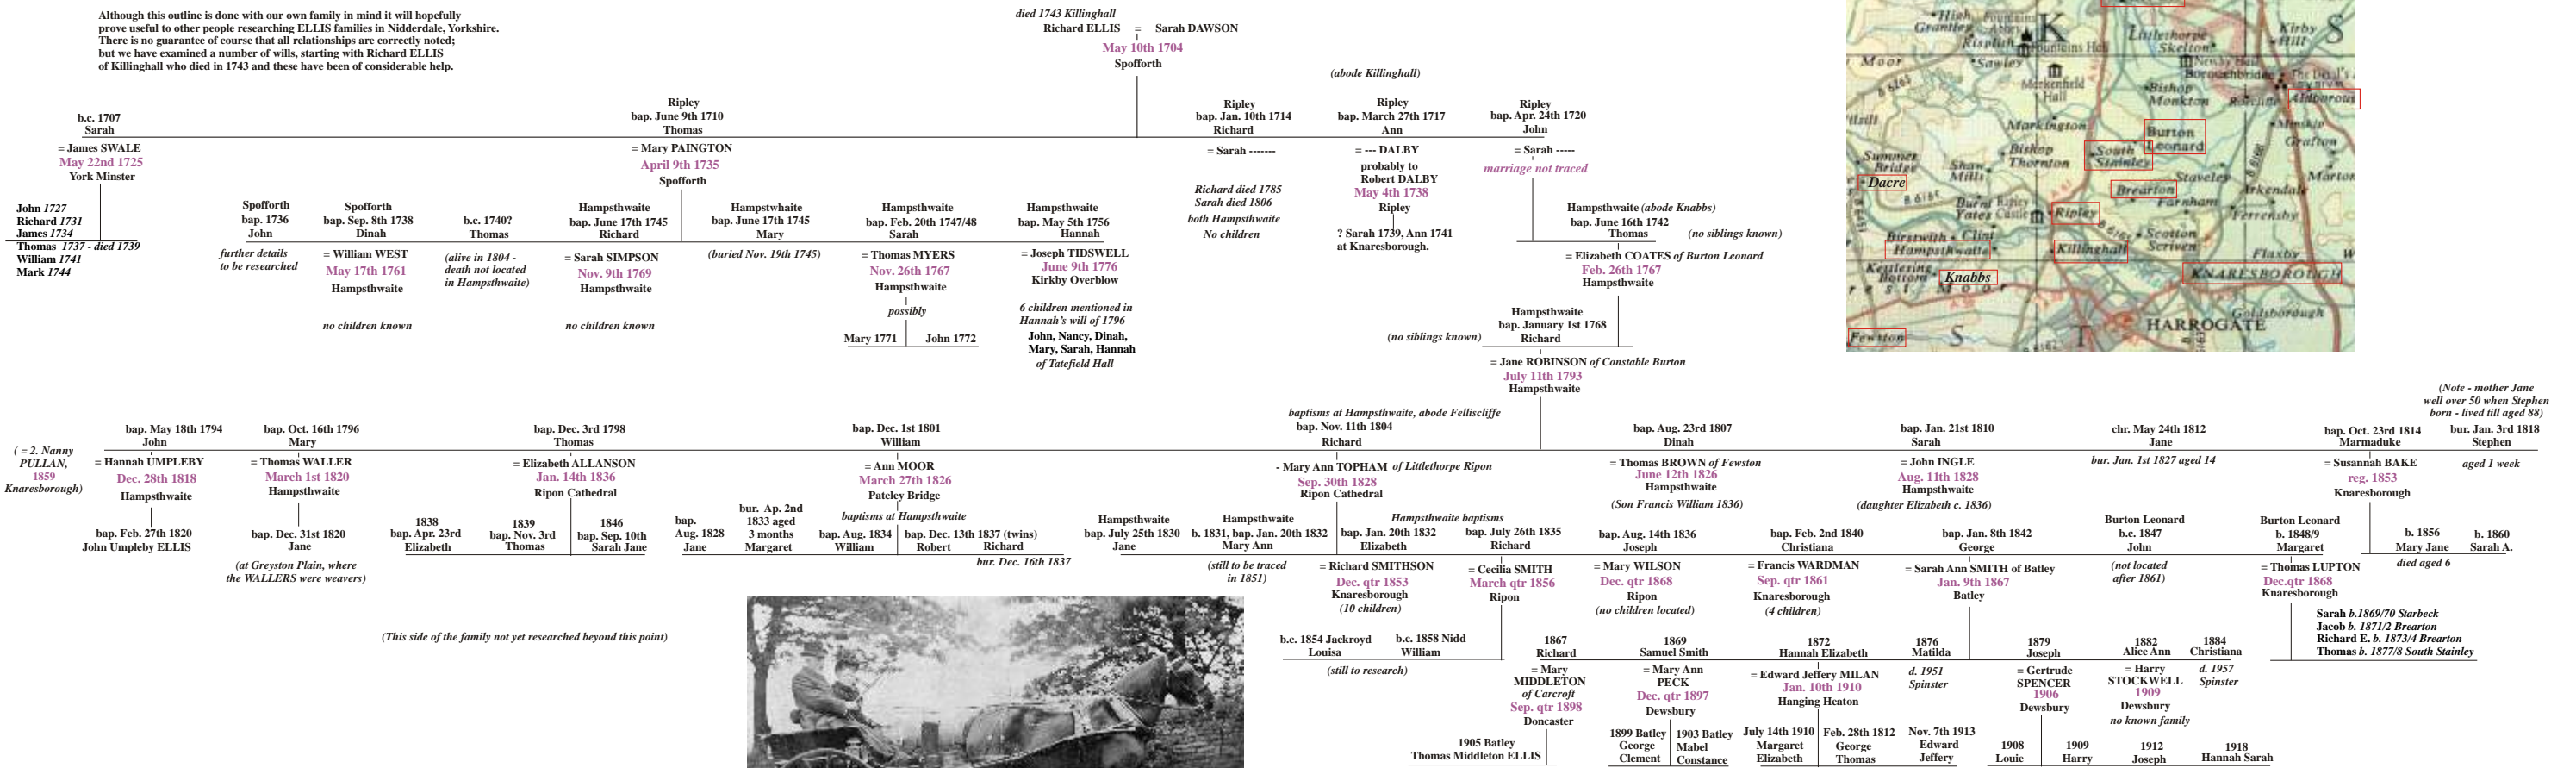 Although this outline is done with our own family in mind it will hopefully
prove useful to other people researching ELLIS families in Nidderdale, Yorkshire.
There is no guarantee of course that all relationships are correctly noted;
but we have examined a number of wills, starting with Richard ELLIS
of Killinghall who died in 1743 and these have been of considerable help.
died 1743 Killinghall
Richard ELLIS = Sarah DAWSON
May 10th 1704
Spofforth
(abode Killinghall)
b.c. 1707
Sarah
Ripley
bap. June 9th 1710
Thomas
Ripley
bap. Jan. 10th 1714
Richard
Ripley
bap. March 27th 1717
Ann
Ripley
bap. Apr. 24th 1720
John
= James SWALE
May 22nd 1725
York Minster
= Mary PAINGTON
April 9th 1735
Spofforth
= Sarah -------
Richard died 1785
Sarah died 1806
both Hampsthwaite
No children
= --- DALBY
probably to
Robert DALBY
May 4th 1738
Ripley
? Sarah 1739, Ann 1741
at Knaresborough.
= Sarah -----
marriage not traced
John 1727
Richard 1731
James 1734
Thomas 1737 - died 1739
William 1741
Mark 1744
Spofforth
bap. 1736
John
further details
to be researched
Spofforth
bap. Sep. 8th 1738
Dinah
= William WEST
May 17th 1761
Hampsthwaite
no children known
b.c. 1740?
Thomas
(alive in 1804 -
death not located
in Hampsthwaite)
Hampsthwaite
bap. June 17th 1745
Richard
= Sarah SIMPSON
Nov. 9th 1769
Hampsthwaite
no children known
Hampstwhaite
bap. June 17th 1745
Mary
(buried Nov. 19th 1745)
Hampsthwaite
bap. Feb. 20th 1747/48
Sarah
= Thomas MYERS
Nov. 26th 1767
Hampsthwaite
possibly
Mary 1771
John 1772
Hampsthwaite
bap. May 5th 1756
Hannah
= Joseph TIDSWELL
June 9th 1776
Kirkby Overblow
6 children mentioned in
Hannah's will of 1796
John, Nancy, Dinah,
Mary, Sarah, Hannah
of Tatefield Hall
Hampsthwaite (abode Knabbs)
bap. June 16th 1742
Thomas
(no siblings known)
= Elizabeth COATES of Burton Leonard
Feb. 26th 1767
Hampsthwaite
Hampsthwaite
bap. January 1st 1768
(no siblings known)
Richard
= Jane ROBINSON of Constable Burton
July 11th 1793
Hampsthwaite
baptisms at Hampsthwaite, abode Felliscliffe
(Note - mother Jane
well over 50 when Stephen
born - lived till aged 88)
bap. May 18th 1794
John
( = 2. Nanny
PULLAN,
1859
Knaresborough)
= Hannah UMPLEBY
Dec. 28th 1818
Hampsthwaite
bap. Feb. 27th 1820
John Umpleby ELLIS
bap. Oct. 16th 1796
Mary
= Thomas WALLER
March 1st 1820
Hampsthwaite
bap. Dec. 31st 1820
Jane
(at Greyston Plain, where
the WALLERS were weavers)
bap. Dec. 3rd 1798
Thomas
= Elizabeth ALLANSON
Jan. 14th 1836
Ripon Cathedral
1838
bap. Apr. 23rd
Elizabeth
1839
bap. Nov. 3rd
Thomas
1846
bap. Sep. 10th
Sarah Jane
bap. Dec. 1st 1801
William
= Ann MOOR
March 27th 1826
Pateley Bridge
baptisms at Hampsthwaite
bap.
Aug. 1828
Jane
bur. Ap. 2nd
1833 aged
3 months
Margaret
bap. Aug. 1834
William
bap. Dec. 13th 1837 (twins)
Robert
Richard
bur. Dec. 16th 1837
bap. Nov. 11th 1804
Richard
- Mary Ann TOPHAM of Littlethorpe Ripon
Sep. 30th 1828
Ripon Cathedral
Hampsthwaite baptisms
Hampsthwaite
bap. July 25th 1830
Jane
Hampsthwaite
b. 1831, bap. Jan. 20th 1832
Mary Ann
(still to be traced
in 1851)
bap. Jan. 20th 1832
Elizabeth
= Richard SMITHSON
Dec. qtr 1853
Knaresborough
(10 children)
bap. July 26th 1835
Richard
= Cecilia SMITH
March qtr 1856
Ripon
bap. Aug. 23rd 1807
Dinah
= Thomas BROWN of Fewston
June 12th 1826
Hampsthwaite
(Son Francis William 1836)
bap. Aug. 14th 1836
Joseph
= Mary WILSON
Dec. qtr 1868
Ripon
(no children located)
bap. Jan. 21st 1810
Sarah
= John INGLE
Aug. 11th 1828
Hampsthwaite
(daughter Elizabeth c. 1836)
bap. Feb. 2nd 1840
Christiana
= Francis WARDMAN
Sep. qtr 1861
Knaresborough
(4 children)
bap. Jan. 8th 1842
George
= Sarah Ann SMITH of Batley
Jan. 9th 1867
Batley
chr. May 24th 1812
Jane
bur. Jan. 1st 1827 aged 14
Burton Leonard
b.c. 1847
John
(not located
after 1861)
bap. Oct. 23rd 1814
Marmaduke
= Susannah BAKE
reg. 1853
Knaresborough
bur. Jan. 3rd 1818
Stephen
aged 1 week
Burton Leonard
b. 1848/9
Margaret
= Thomas LUPTON
Dec.qtr 1868
Knaresborough
b. 1856
Mary Jane
died aged 6
b. 1860
Sarah A.
Sarah b.1869/70 Starbeck
Jacob b. 1871/2 Brearton
Richard E. b. 1873/4 Brearton
Thomas b. 1877/8 South Stainley
(This side of the family not yet researched beyond this point)
b.c. 1854 Jackroyd
Louisa
b.c. 1858 Nidd
William
(still to research)
1867
Richard
= Mary
MIDDLETON
of Carcroft
Sep. qtr 1898
Doncaster
1905 Batley
Thomas Middleton ELLIS
1869
Samuel Smith
= Mary Ann
PECK
Dec. qtr 1897
Dewsbury
1899 Batley
George
Clement
1903 Batley
Mabel
Constance
1872
Hannah Elizabeth
= Edward Jeffery MILAN
Jan. 10th 1910
Hanging Heaton
July 14th 1910
Margaret
Elizabeth
Feb. 28th 1812
George
Thomas
Nov. 7th 1913
Edward
Jeffery
1876
Matilda
d. 1951
Spinster
1879
Joseph
= Gertrude
SPENCER
1906
Dewsbury
1908
Louie
1909
Harry
1912
Joseph
1918
Hannah Sarah
1882
Alice Ann
= Harry
STOCKWELL
1909
Dewsbury
no known family
1884
Christiana
d. 1957
Spinster
High
Grantley
Risplith
Fountains Hall
Littlethorpe
Skelton
Kirby
Hill
K
S
Moor
Sawley
Markenfield
Hall
Boroughbridge
The Devil's
B 6265
Bishop
Monkton
Roecliffe
Aldborough
Markington
Burton
Leonard
Minskip
Grafton
Summer
Bridge
Shaw
Mills
Bishop
Thornton
South
Stainley
Staveley
Marton
Dacre
B 6165
Brearton
Arkendale
Farnham
Ferrensby
Burnt
Yates
Ripley
Castle
Ripley
Birstwith
Clint
Scotton
Scriven
Hampsthwaite
Killinghall
Flaxby
Kettlesing
Bottom
Knabbs
KNARESBOROUGH
Moor
Goldsborough
HARROGATE
Fewston
S
T